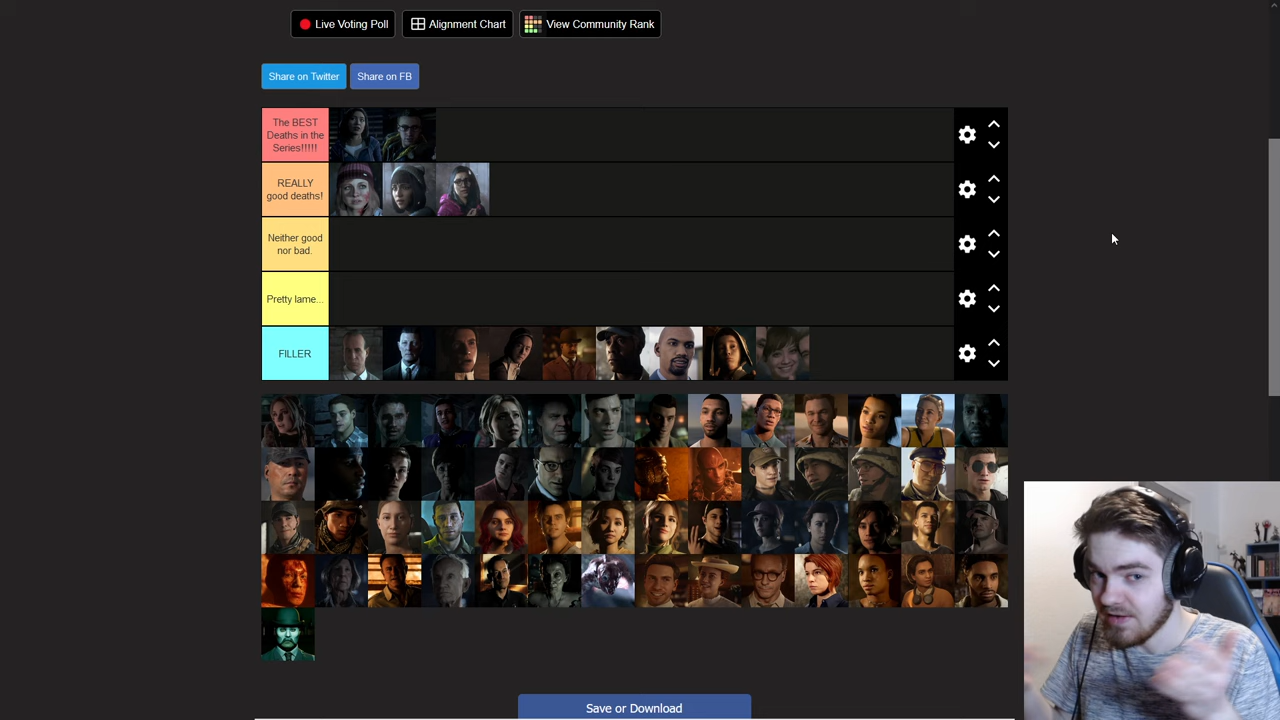 Live Voting Poll
Alignment Chart
View Community Rank
Share on Twitter
Share on FB
The BEST
Deaths in the
Series!!!!!
REALLY
good deaths!
Neither good
nor bad.
Pretty lame...
FILLER
Save or Download